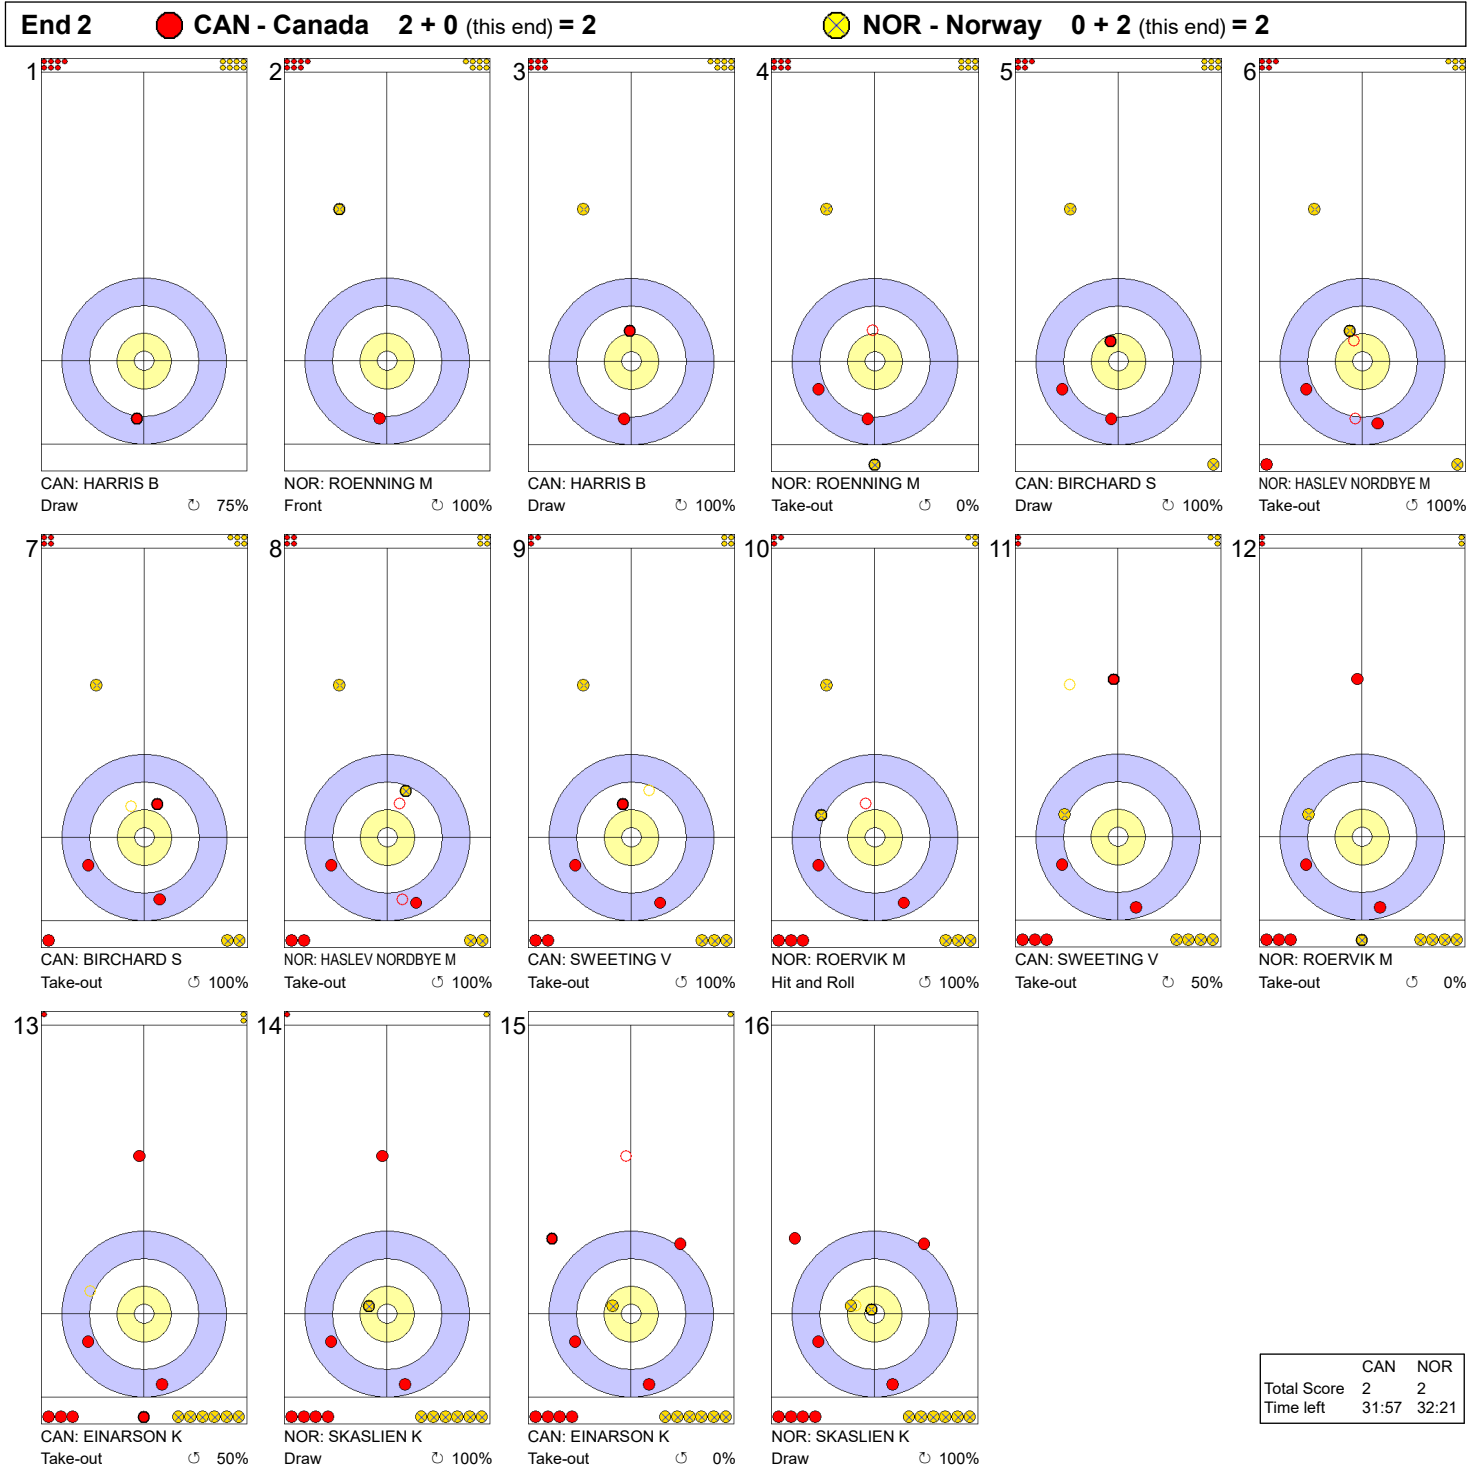 End 2 CAN - Canada 2 + 0 (this end) = 2 NOR - Norway 0 + 2 (this end) = 2
1 2 3 4 5 6
CAN: HARRIS B NOR: ROENNING M CAN: HARRIS B NOR: ROENNING M CAN: BIRCHARD S NOR: HASLEV NORDBYE M
Draw ↻ 75% Front ↻ 100% Draw ↺ 100% Take-out ↺ 0% Draw ↻ 100% Take-out ↺ 100%
7 8 9 10 11 12
CAN: BIRCHARD S NOR: HASLEV NORDBYE M CAN: SWEETING V NOR: ROERVIK M CAN: SWEETING V NOR: ROERVIK M
Take-out ↺ 100% Take-out ↺ 100% Take-out ↻ 100% Hit and Roll ↺ 100% Take-out ↻ 50% Take-out ↻ 0%
13 14 15 16
CAN: EINARSON K NOR: SKASLIEN K CAN: EINARSON K NOR: SKASLIEN K
Take-out ↺ 50% Draw ↻ 100% Take-out ↺ 0% Draw ↺ 100%
CAN NOR
Total Score 2 2
Time left 31:57 32:21